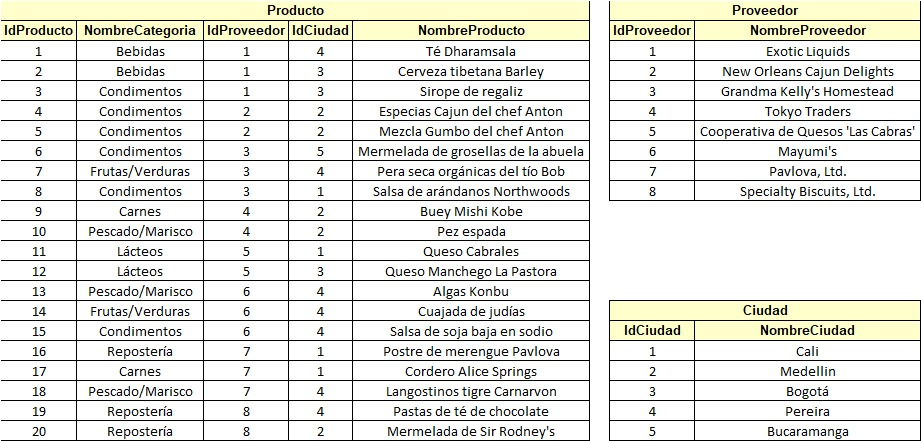 Producto
IdProducto NombreCategoria IdProveedor IdCiudad NombreProducto
1 Bebidas 1 4 Té Dharamsala
2 Bebidas 1 3 Cerveza tibetana Barley
3 Condimentos 1 3 Sirope de regaliz
4 Condimentos 2 2 Especias Cajun del chef Anton
5 Condimentos 2 2 Mezcla Gumbo del chef Anton
6 Condimentos 3 5 Mermelada de grosellas de la abuela
7 Frutas/Verduras 3 4 Pera seca orgánicas del tío Bob
8 Condimentos 3 1 Salsa de arándanos Northwoods
9 Carnes 4 2 Buey Mishi Kobe
10 Pescado/Marisco 4 2 Pez espada
11 Lácteos 5 1 Queso Cabrales
12 Lácteos 5 3 Queso Manchego La Pastora
13 Pescado/Marisco 6 4 Algas Konbu
14 Frutas/Verduras 6 4 Cuajada de judías
15 Condimentos 6 4 Salsa de soja baja en sodio
16 Repostería 7 1 Postre de merengue Pavlova
17 Carnes 7 1 Cordero Alice Springs
18 Pescado/Marisco 7 4 Langostinos tigre Carnarvon
19 Repostería 8 4 Pastas de té de chocolate
20 Repostería 8 2 Mermelada de Sir Rodney's
Proveedor
IdProveedor NombreProveedor
1 Exotic Liquids
2 New Orleans Cajun Delights
3 Grandma Kelly's Homestead
4 Tokyo Traders
5 Cooperativa de Quesos 'Las Cabras'
6 Mayumi's
7 Pavlova, Ltd.
8 Specialty Biscuits, Ltd.
Ciudad
IdCiudad NombreCiudad
1 Cali
2 Medellin
3 Bogotá
4 Pereira
5 Bucaramanga